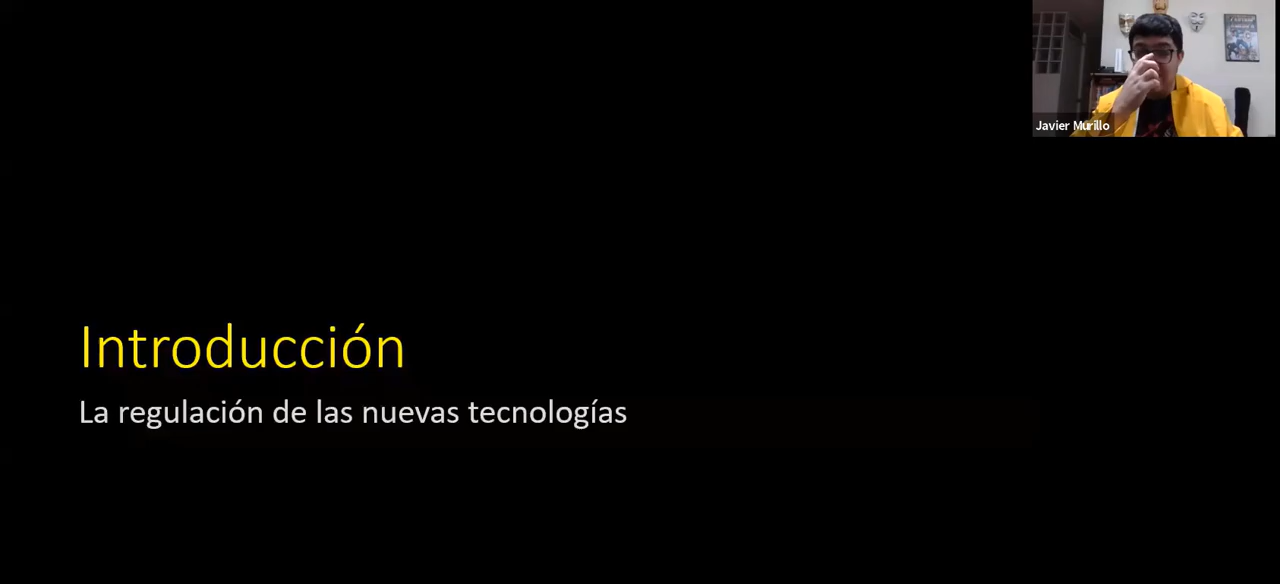 Javier Murillo
Introducción
La regulación de las nuevas tecnologías